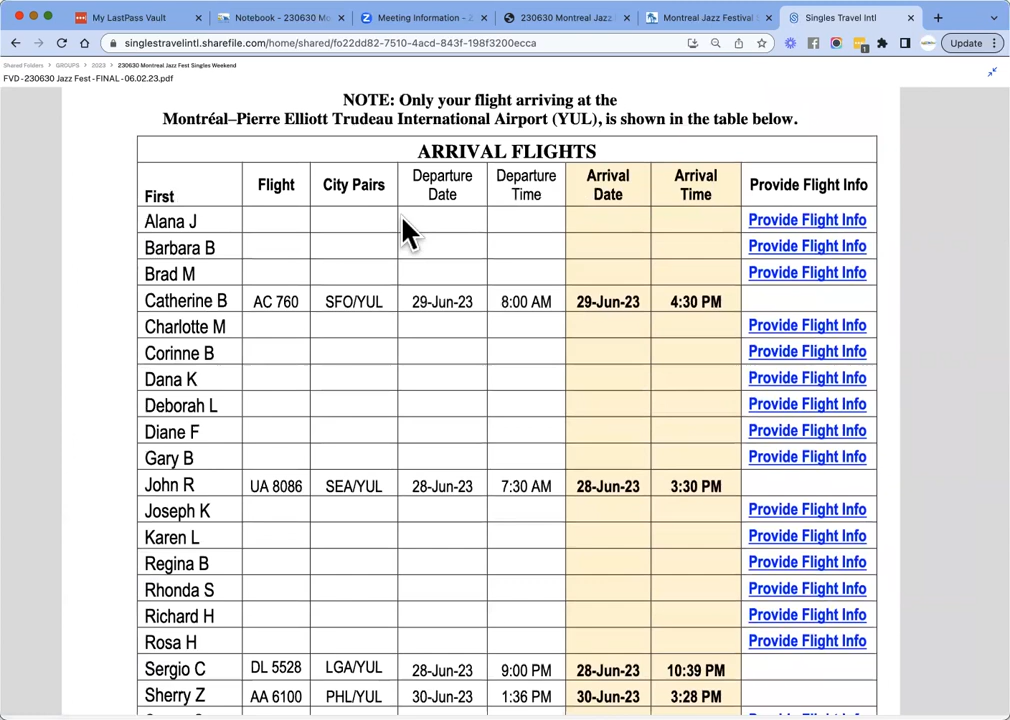 My LastPass Vault
Notebook - 230630 Mo
Meeting Information - Z
230630 Montreal Jazz
Montreal Jazz Festival
Singles Travel Intl
singlestravelintl.sharefile.com/home/shared/fo22dd82-7510-4acd-843f-198f3200ecca
Update
Shared Folders > GROUPS > 2023 > 230630 Montreal Jazz Fest Singles Weekend
FVD - 230630 Jazz Fest - FINAL - 06.02.23.pdf
NOTE: Only your flight arriving at the
Montréal–Pierre Elliott Trudeau International Airport (YUL), is shown in the table below.
ARRIVAL FLIGHTS
First Flight City Pairs Departure Date Departure Time Arrival Date Arrival Time Provide Flight Info
Alana J Provide Flight Info
Barbara B Provide Flight Info
Brad M Provide Flight Info
Catherine B AC 760 SFO/YUL 29-Jun-23 8:00 AM 29-Jun-23 4:30 PM
Charlotte M Provide Flight Info
Corinne B Provide Flight Info
Dana K Provide Flight Info
Deborah L Provide Flight Info
Diane F Provide Flight Info
Gary B Provide Flight Info
John R UA 8086 SEA/YUL 28-Jun-23 7:30 AM 28-Jun-23 3:30 PM
Joseph K Provide Flight Info
Karen L Provide Flight Info
Regina B Provide Flight Info
Rhonda S Provide Flight Info
Richard H Provide Flight Info
Rosa H Provide Flight Info
Sergio C DL 5528 LGA/YUL 28-Jun-23 9:00 PM 28-Jun-23 10:39 PM
Sherry Z AA 6100 PHL/YUL 30-Jun-23 1:36 PM 30-Jun-23 3:28 PM